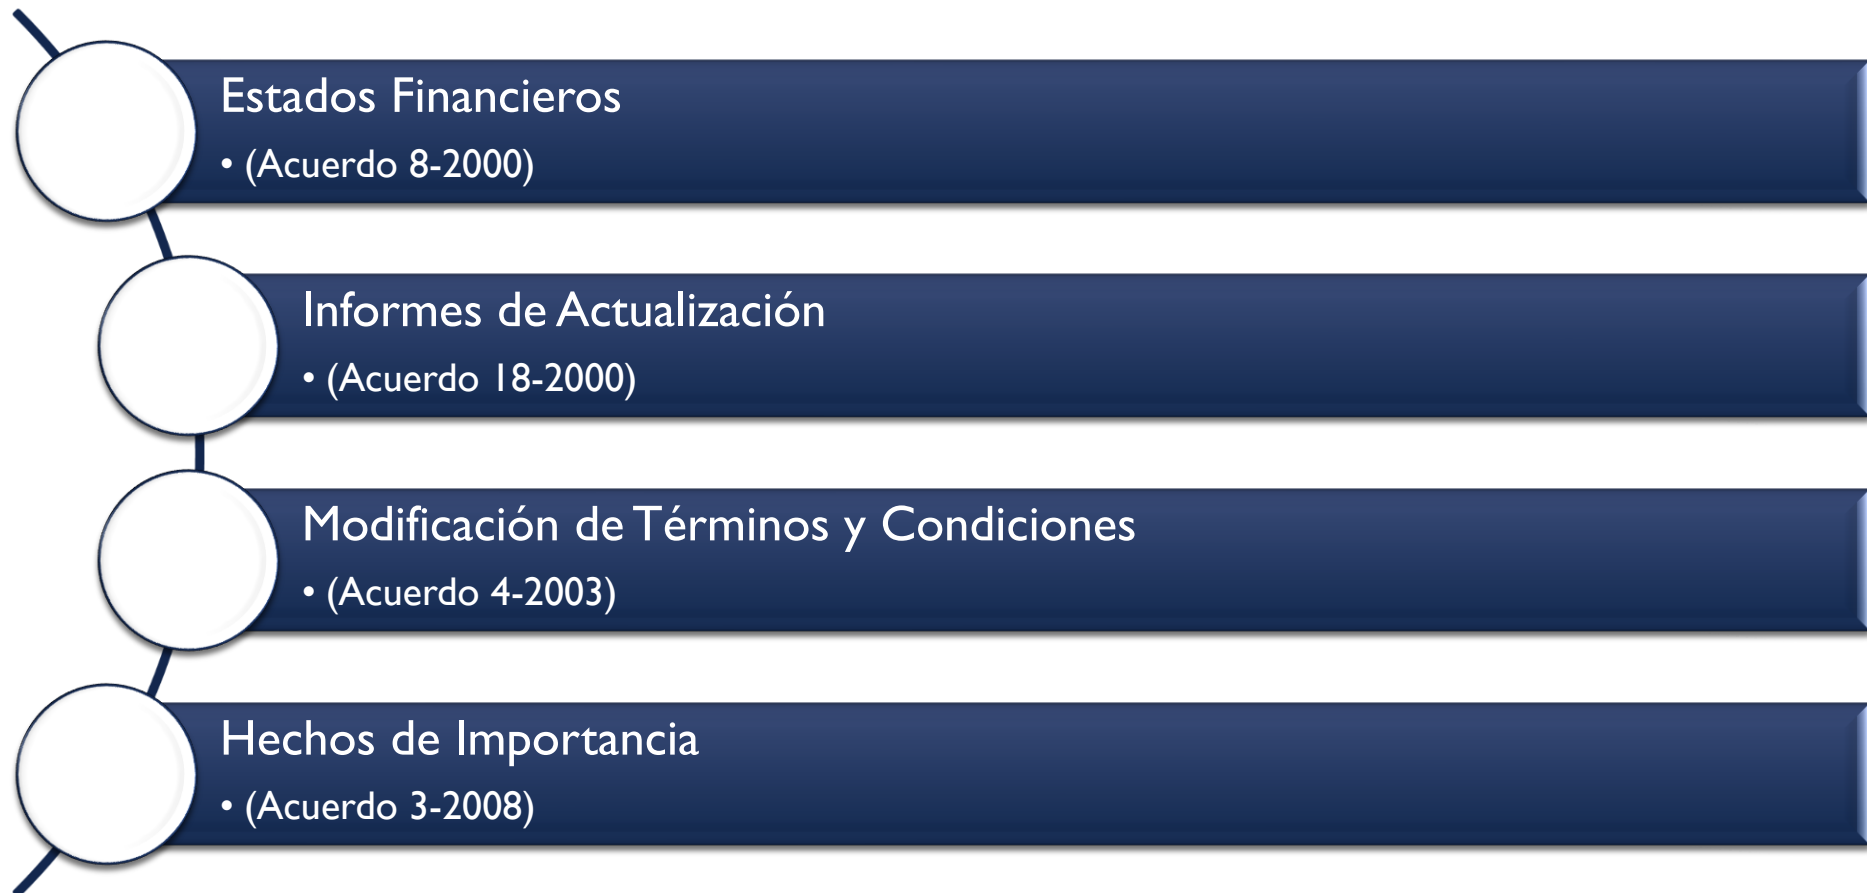 Estados Financieros
• (Acuerdo 8-2000)
Informes de Actualización
• (Acuerdo 18-2000)
Modificación de Términos y Condiciones
• (Acuerdo 4-2003)
Hechos de Importancia
• (Acuerdo 3-2008)